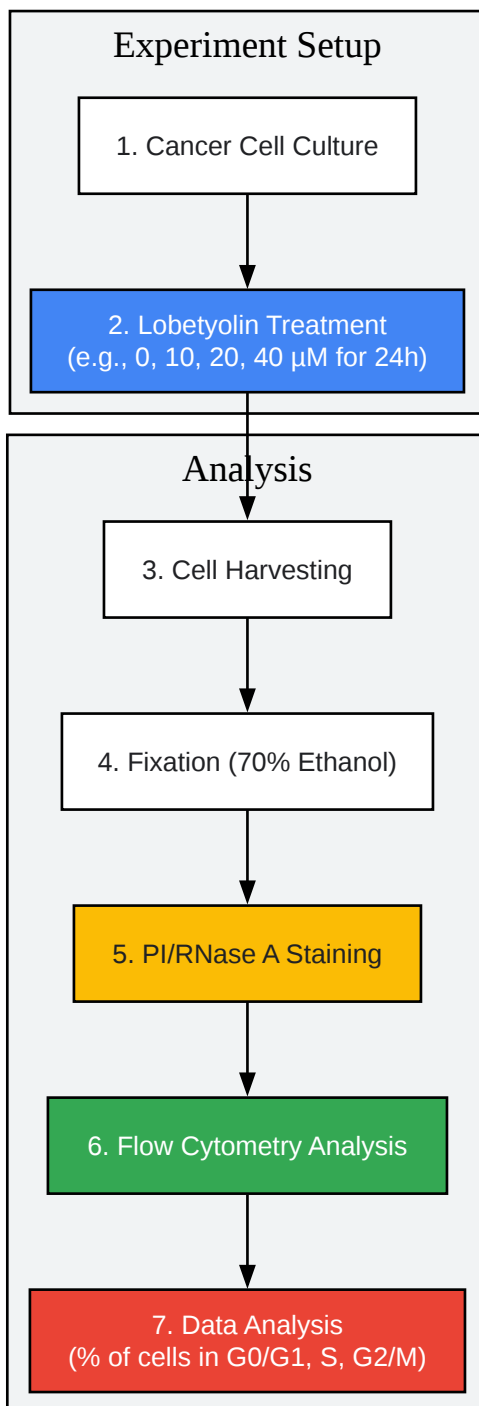 Experiment Setup
1. Cancer Cell Culture
2. Lobetyolin Treatment
(e.g., 0, 10, 20, 40 µM for 24h)
Analysis
3. Cell Harvesting
4. Fixation (70% Ethanol)
5. PI/RNase A Staining
6. Flow Cytometry Analysis
7. Data Analysis
(% of cells in G0/G1, S, G2/M)